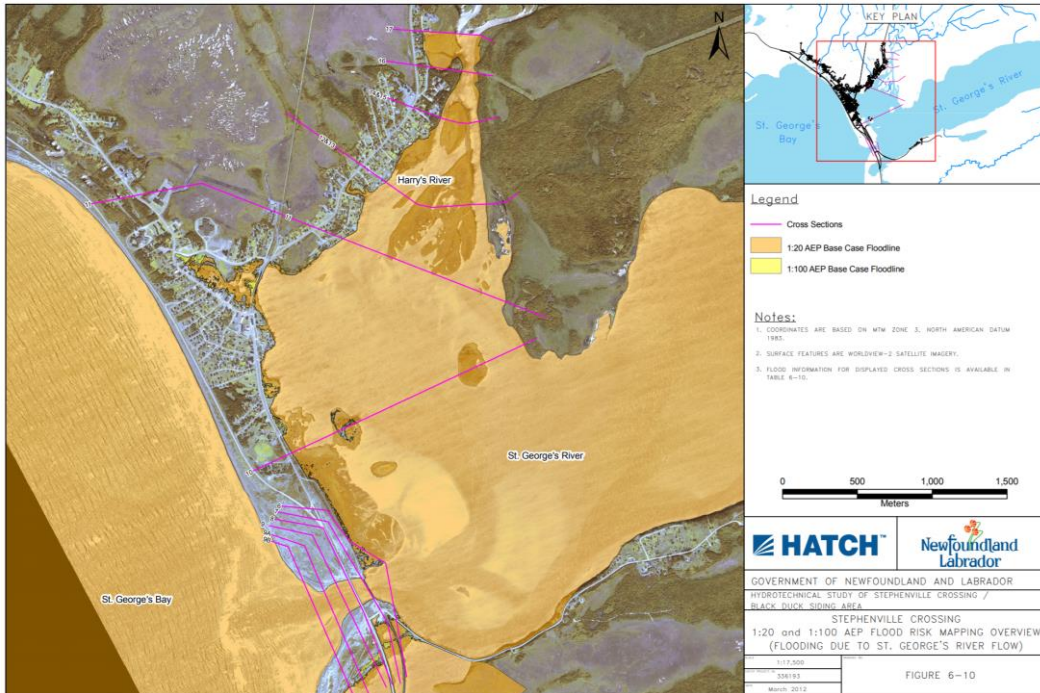 N
17
16
Harry's River
11
10
St. George's River
St. George's Bay
KEY PLAN
St. George's River
St. George's
Bay
Legend
Cross Sections
1:20 AEP Base Case Floodline
1:100 AEP Base Case Floodline
Notes:
1. COORDINATES ARE BASED ON MTM ZONE 3, NORTH AMERICAN DATUM
1983.
2. SURFACE FEATURES ARE WORLDVIEW-2 SATELLITE IMAGERY.
3. FLOOD INFORMATION FOR DISPLAYED CROSS SECTIONS IS AVAILABLE IN
TABLE 6-10.
0 500 1,000 1,500
Meters
HATCH™
Newfoundland
Labrador
GOVERNMENT OF NEWFOUNDLAND AND LABRADOR
HYDROTECHNICAL STUDY OF STEPHENVILLE CROSSING /
BLACK DUCK SIDING AREA
STEPHENVILLE CROSSING
1:20 and 1:100 AEP FLOOD RISK MAPPING OVERVIEW
(FLOODING DUE TO ST. GEORGE'S RIVER FLOW)
1:17,500
336193
March 2012
FIGURE 6-10